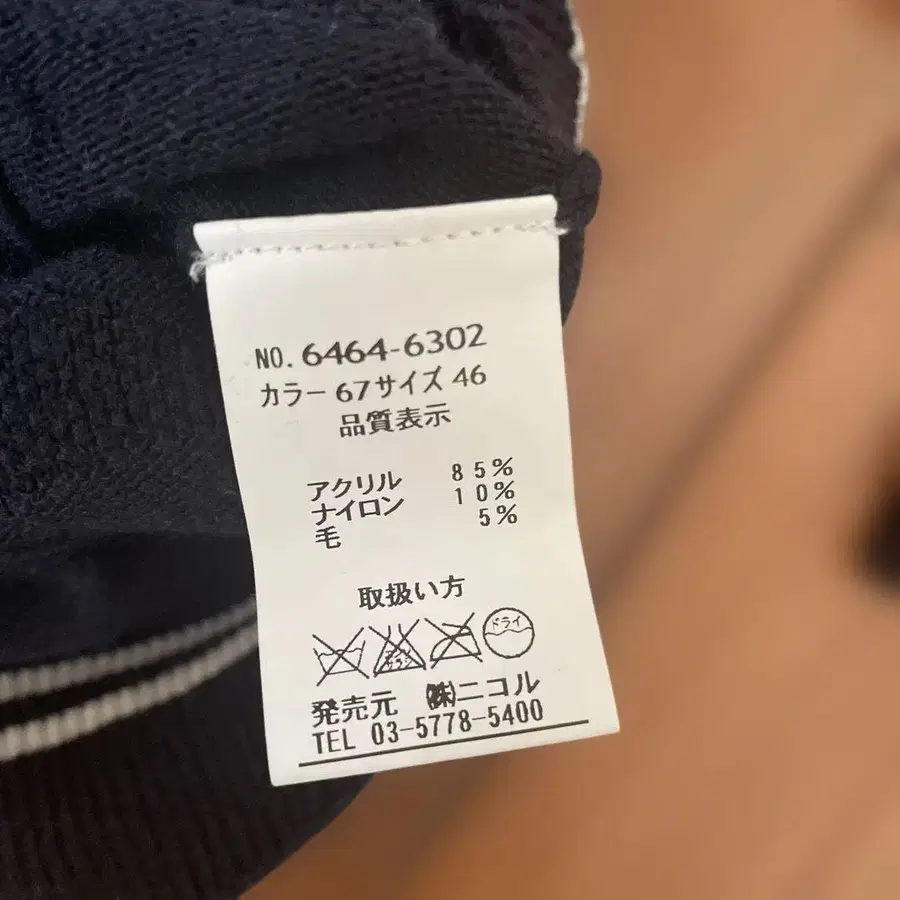 NO. 6464-6302
カラー 67サイズ 46
品質表示
アクリル 85%
ナイロン 10%
毛 5%
取扱い方
ドライ
発売元 ㈱ニコル
TEL 03-5778-5400